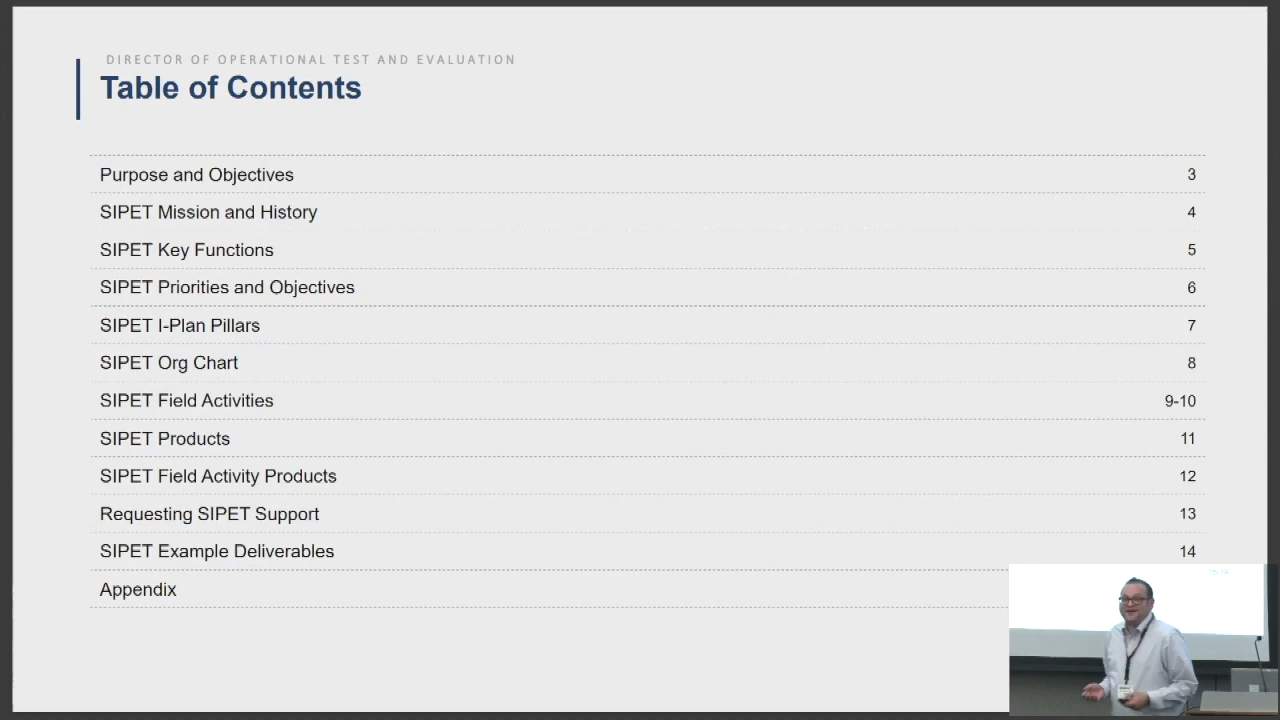 DIRECTOR OF OPERATIONAL TEST AND EVALUATION
Table of Contents
Purpose and Objectives 3
SIPET Mission and History 4
SIPET Key Functions 5
SIPET Priorities and Objectives 6
SIPET I-Plan Pillars 7
SIPET Org Chart 8
SIPET Field Activities 9-10
SIPET Products 11
SIPET Field Activity Products 12
Requesting SIPET Support 13
SIPET Example Deliverables 14
Appendix